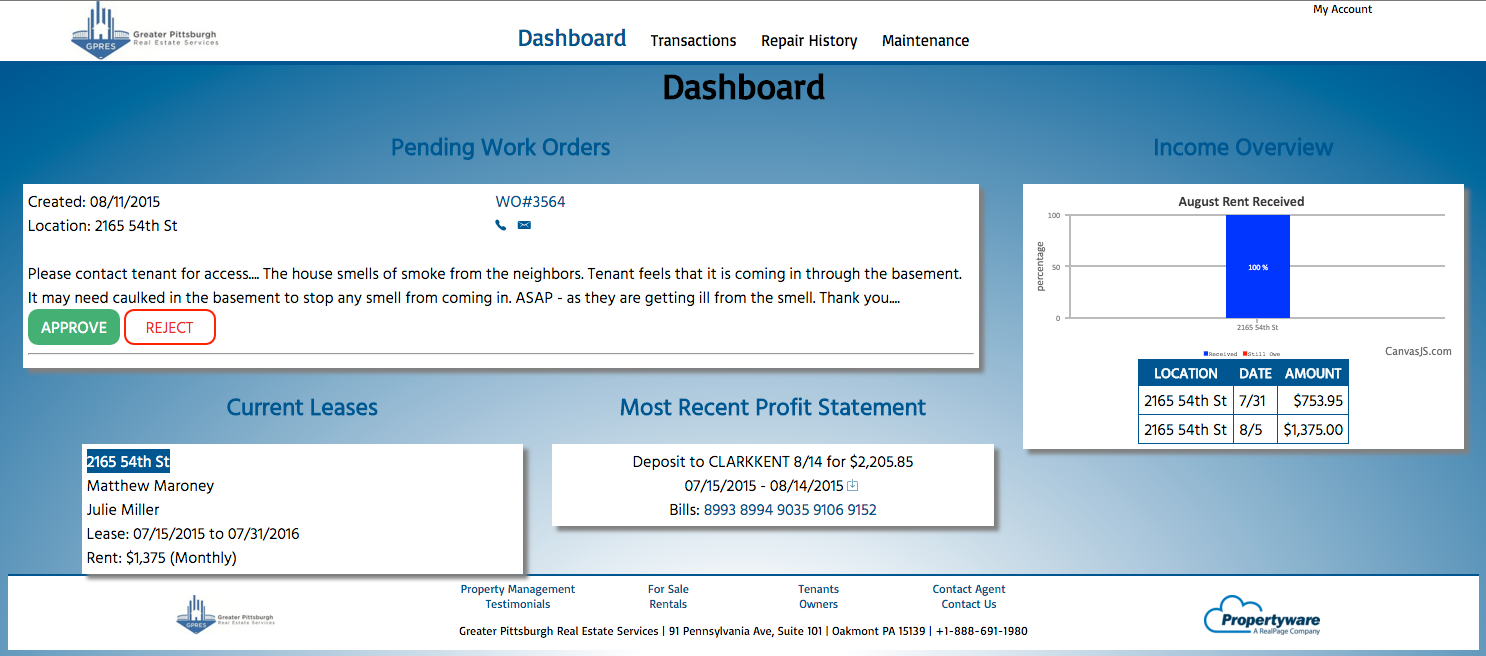 My Account
GPRES
Greater Pittsburgh
Real Estate Services
Dashboard Transactions Repair History Maintenance
Dashboard
Pending Work Orders
Created: 08/11/2015 WO#3564
Location: 2165 54th St
Please contact tenant for access.... The house smells of smoke from the neighbors. Tenant feels that it is coming in through the basement.
It may need caulked in the basement to stop any smell from coming in. ASAP - as they are getting ill from the smell. Thank you....
APPROVE REJECT
Income Overview
August Rent Received
percentage
100
50
0
100 %
2165 54th St
Received Still Owe
CanvasJS.com
LOCATION DATE AMOUNT
2165 54th St 7/31 $753.95
2165 54th St 8/5 $1,375.00
Current Leases
2165 54th St
Matthew Maroney
Julie Miller
Lease: 07/15/2015 to 07/31/2016
Rent: $1,375 (Monthly)
Most Recent Profit Statement
Deposit to CLARKKENT 8/14 for $2,205.85
07/15/2015 - 08/14/2015
Bills: 8993 8994 9035 9106 9152
GPRES
Greater Pittsburgh
Real Estate Services
Property Management For Sale Tenants Contact Agent
Testimonials Rentals Owners Contact Us
Greater Pittsburgh Real Estate Services | 91 Pennsylvania Ave, Suite 101 | Oakmont PA 15139 | +1-888-691-1980
Propertyware
A RealPage Company